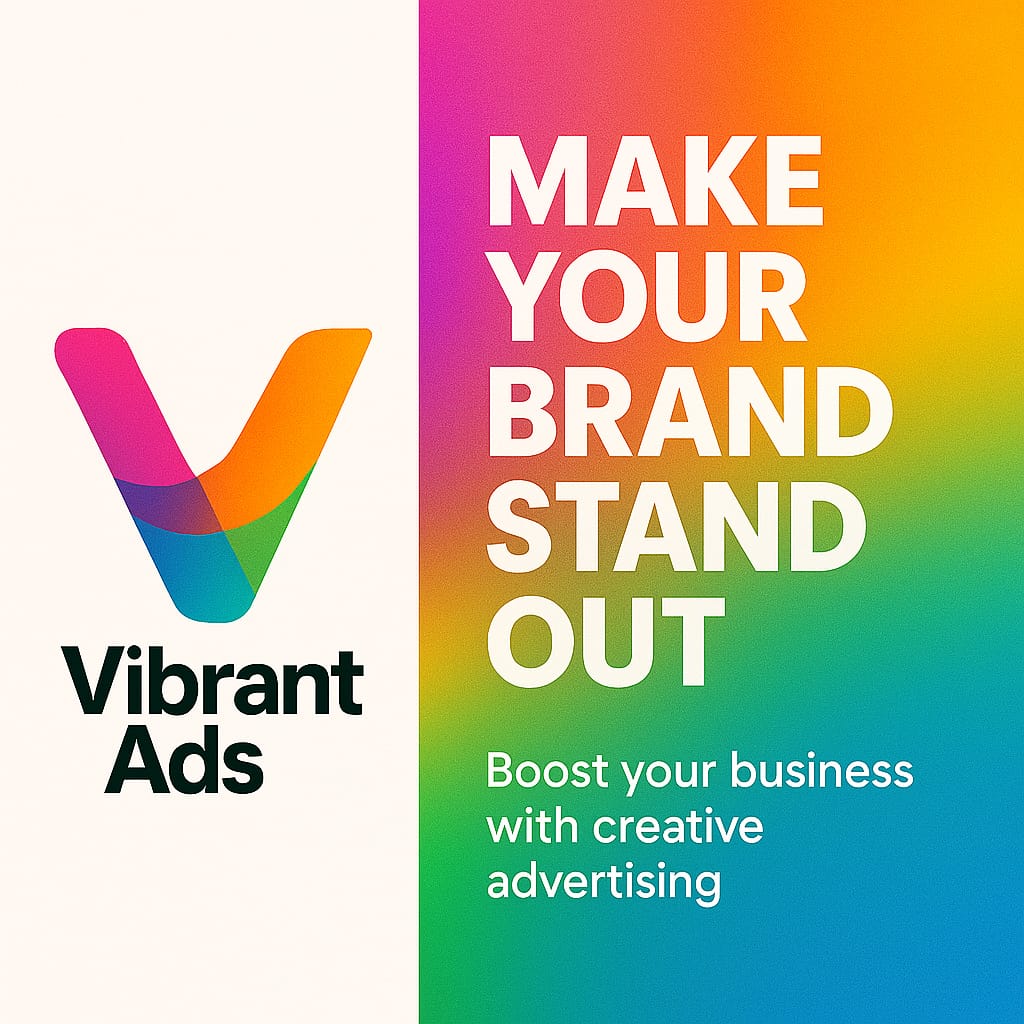 Vibrant
Ads
MAKE
YOUR
BRAND
STAND
OUT
Boost your business
with creative
advertising